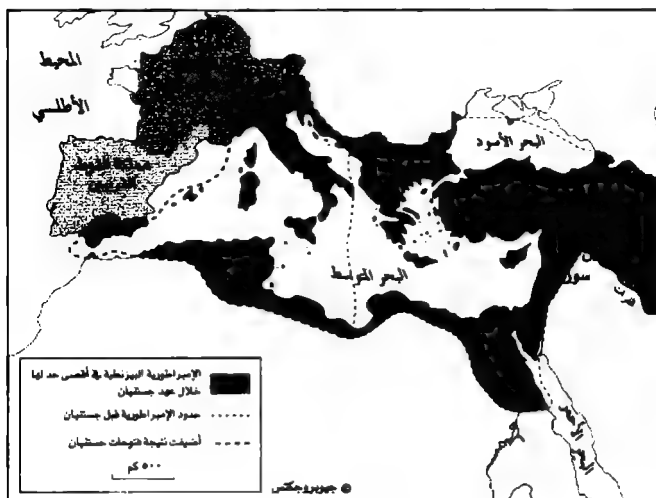 المحيط
الأطلسي
البحر الأسود
البحر المتوسط
الإمبراطورية البيزنطية في أقصى حد لها
خلال عهد جستنيان
حدود الإمبراطورية قبل جستنيان
أضيفت نتيجة فتوحات جستنيان
٥٠٠ كم
© جيوبروجكتس